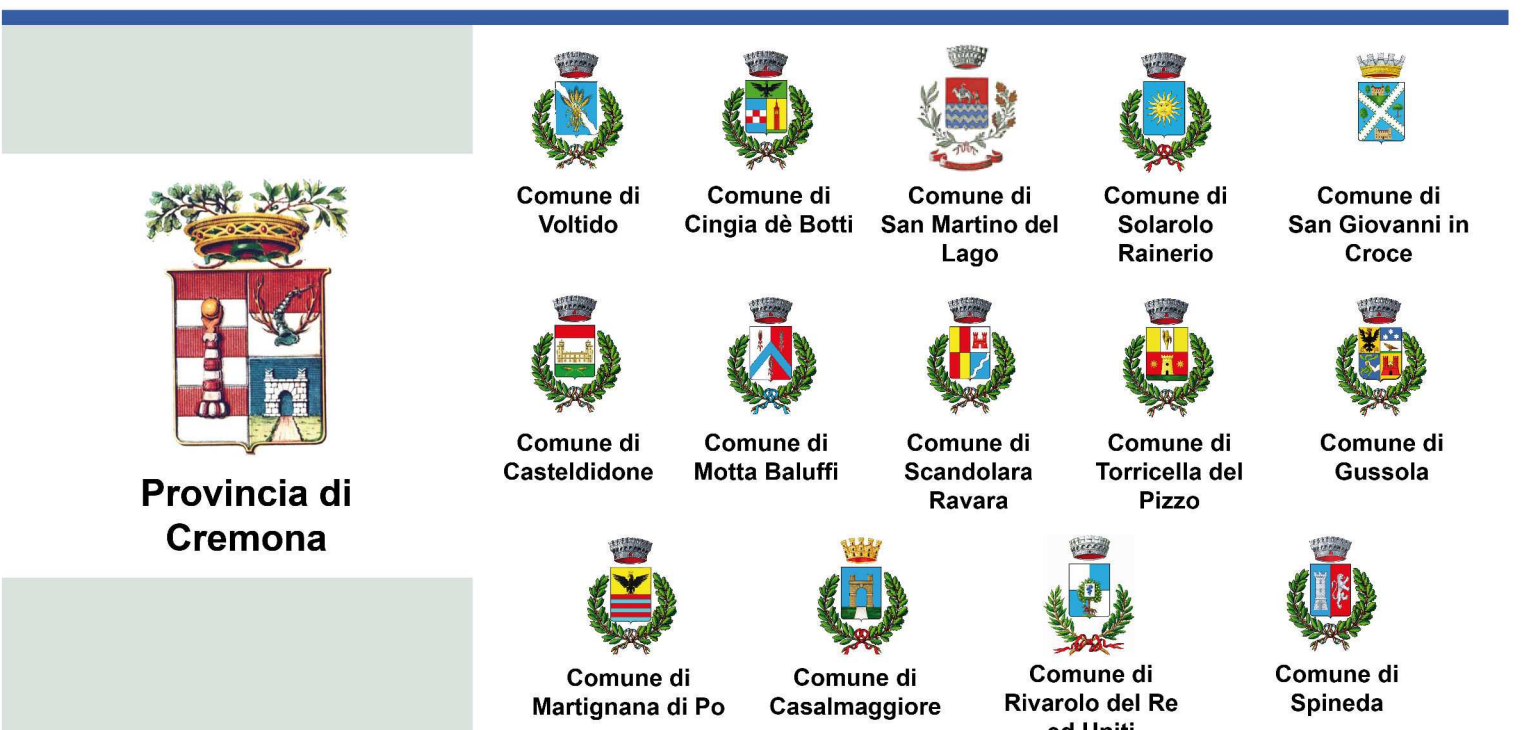 Provincia di
Cremona
Comune di
Voltido
Comune di
Cingia dè Botti
Comune di
San Martino del
Lago
Comune di
Solarolo
Rainerio
Comune di
San Giovanni in
Croce
Comune di
Casteldidone
Comune di
Motta Baluffi
Comune di
Scandolara
Ravara
Comune di
Torricella del
Pizzo
Comune di
Gussola
Comune di
Martignana di Po
Comune di
Casalmaggiore
Comune di
Rivarolo del Re
ed Uniti
Comune di
Spineda